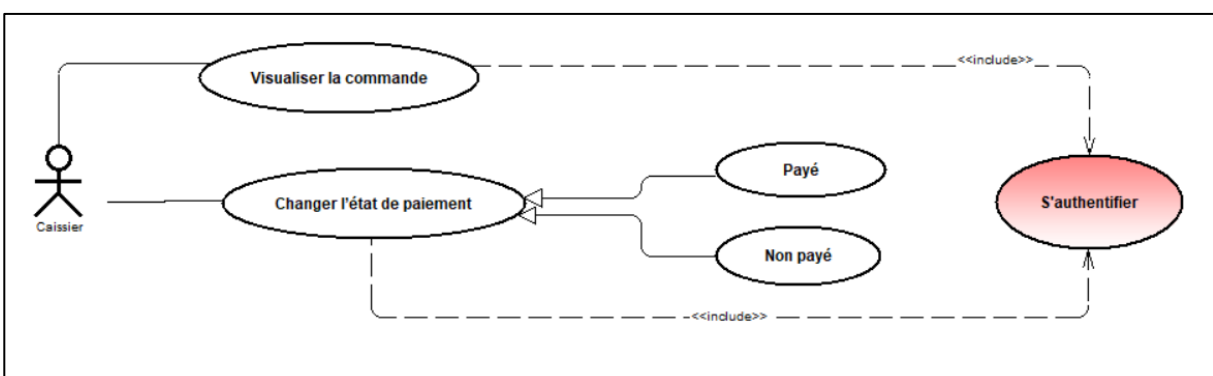 <<include>>
Visualiser la commande
Payé
Caissier
Changer l'état de paiement
S'authentifier
Non payé
<<include>>